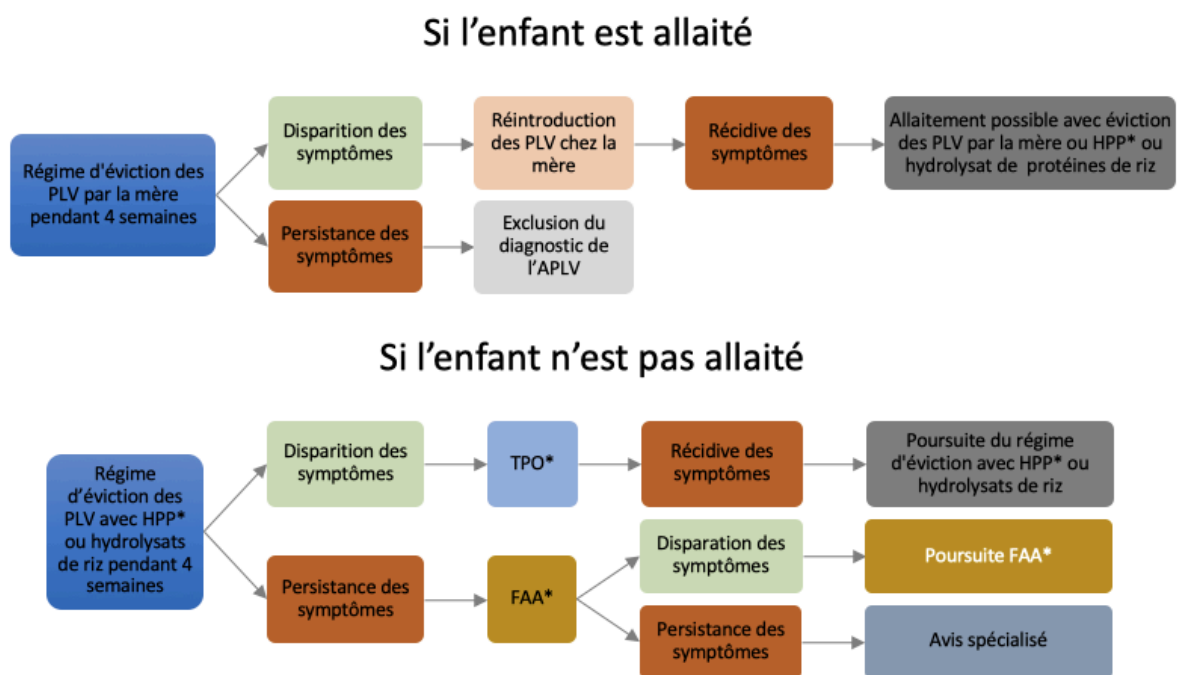 Si l'enfant est allaité
Régime d'éviction des
PLV par la mère
pendant 4 semaines
Disparition des
symptômes
Réintroduction
des PLV chez la
mère
Récidive des
symptômes
Allaitement possible avec éviction
des PLV par la mère ou HPP* ou
hydrolysat de protéines de riz
Persistance des
symptômes
Exclusion du
diagnostic de
l’APLV
Si l’enfant n’est pas allaité
Régime
d’éviction des
PLV avec HPP*
ou hydrolysats
de riz pendant 4
semaines
Disparition des
symptômes
TPO*
Récidive des
symptômes
Poursuite du régime
d'éviction avec HPP* ou
hydrolysats de riz
Persistance des
symptômes
FAA*
Disparation des
symptômes
Poursuite FAA*
Persistance des
symptômes
Avis spécialisé